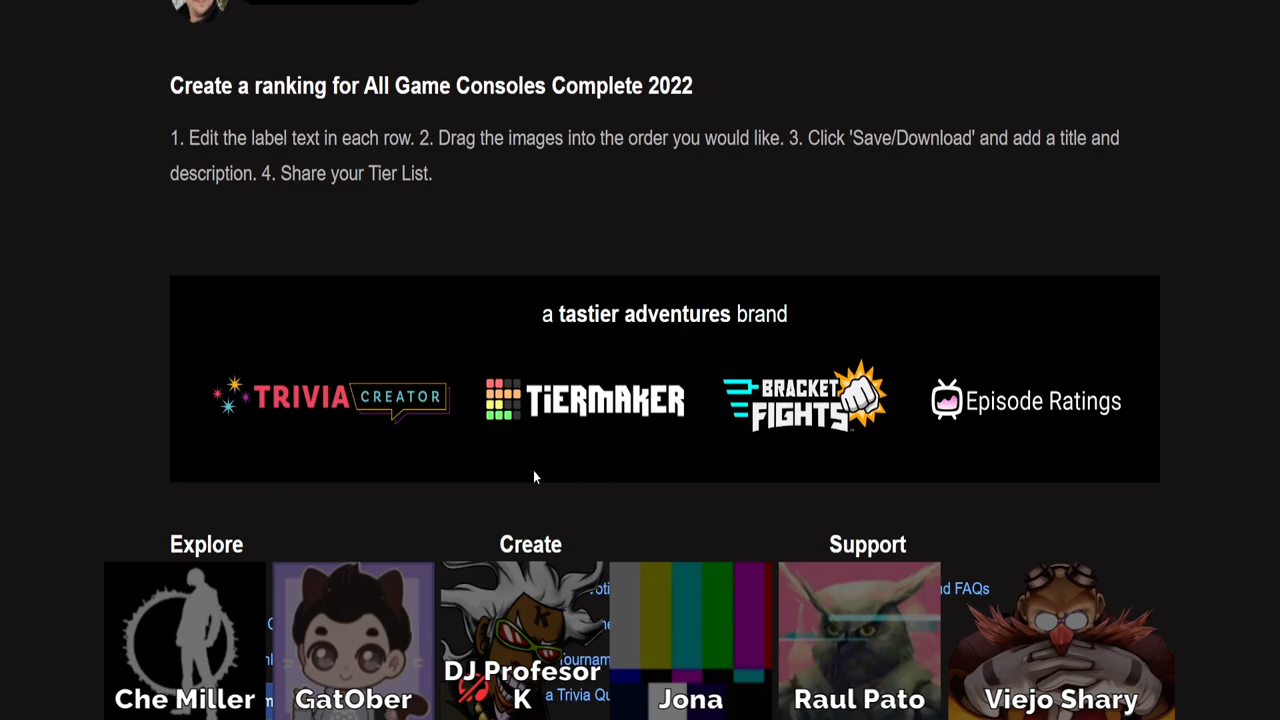 Create a ranking for All Game Consoles Complete 2022
1. Edit the label text in each row. 2. Drag the images into the order you would like. 3. Click 'Save/Download' and add a title and
description. 4. Share your Tier List.
a tastier adventures brand
TRIVIA CREATOR
TiERMAKER
BRACKET FIGHTS
Episode Ratings
Explore
Create
Support
FAQs
a Trivia
Che Miller
GatOber
DJ Profesor
K
Jona
Raul Pato
Viejo Shary